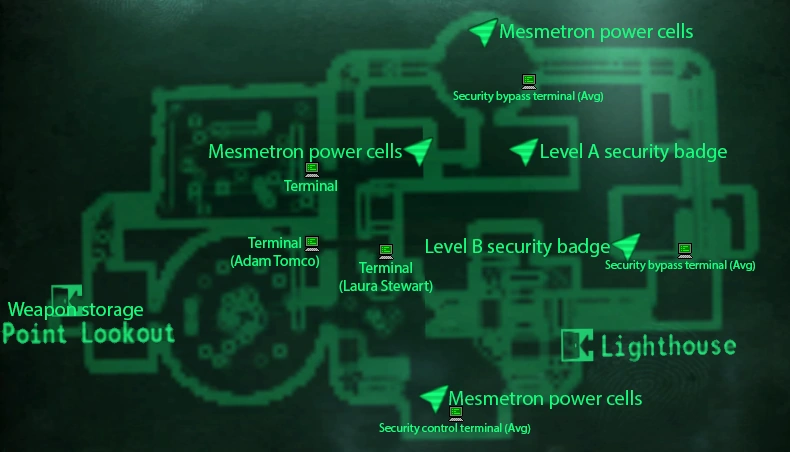 Mesmetron power cells
Security bypass terminal (Avg)
Mesmetron power cells
Level A security badge
Terminal
Terminal
(Adam Tomco)
Level B security badge
Terminal
(Laura Stewart)
Security bypass terminal (Avg)
Weapon storage
Point Lookout
Lighthouse
Mesmetron power cells
Security control terminal (Avg)